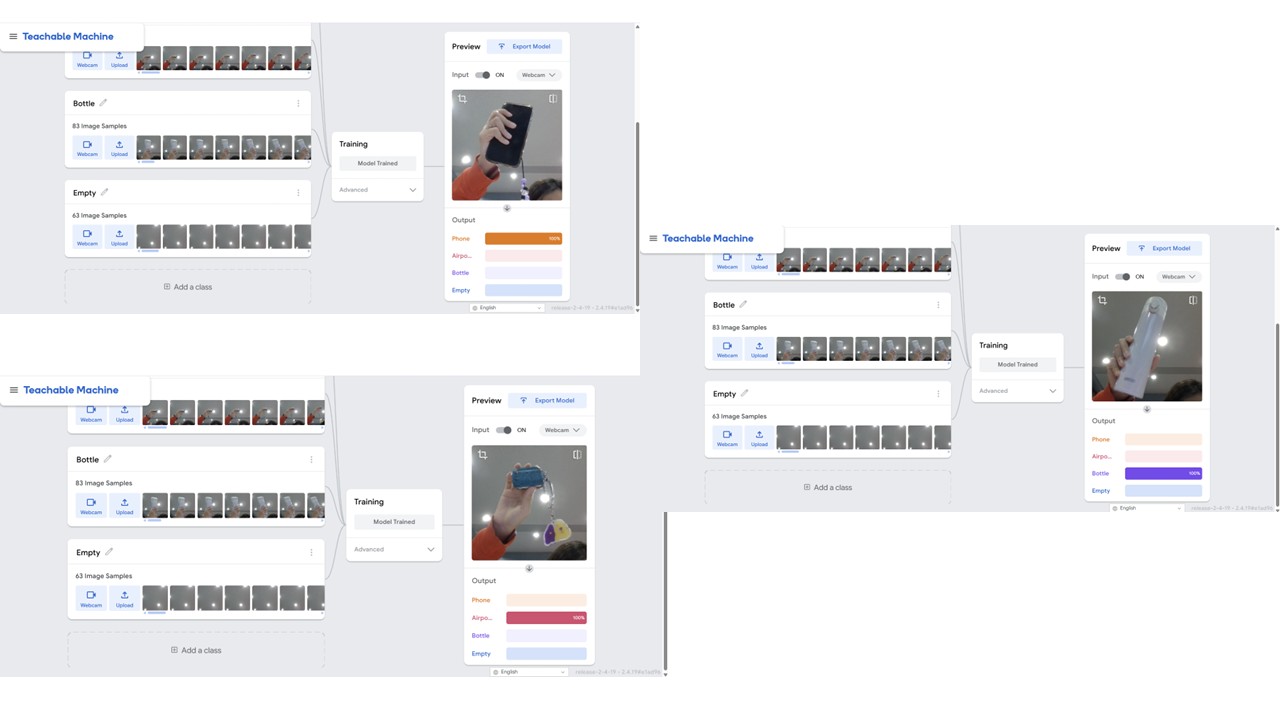 Teachable Machine
Webcam
Upload
Bottle
83 Image Samples
Webcam
Upload
Empty
63 Image Samples
Webcam
Upload
Add a class
Training
Model Trained
Advanced
Preview
Export Model
Input
ON
Webcam
Output
Phone
100%
Airpo...
Bottle
Empty
English
Teachable Machine
Webcam
Upload
Bottle
83 Image Samples
Webcam
Upload
Empty
63 Image Samples
Webcam
Upload
Add a class
Training
Model Trained
Advanced
Preview
Export Model
Input
ON
Webcam
Output
Phone
Airpo...
Bottle
100%
Empty
English
Teachable Machine
Webcam
Upload
Bottle
83 Image Samples
Webcam
Upload
Empty
63 Image Samples
Webcam
Upload
Add a class
Training
Model Trained
Advanced
Preview
Export Model
Input
ON
Webcam
Output
Phone
Airpo...
100%
Bottle
Empty
English